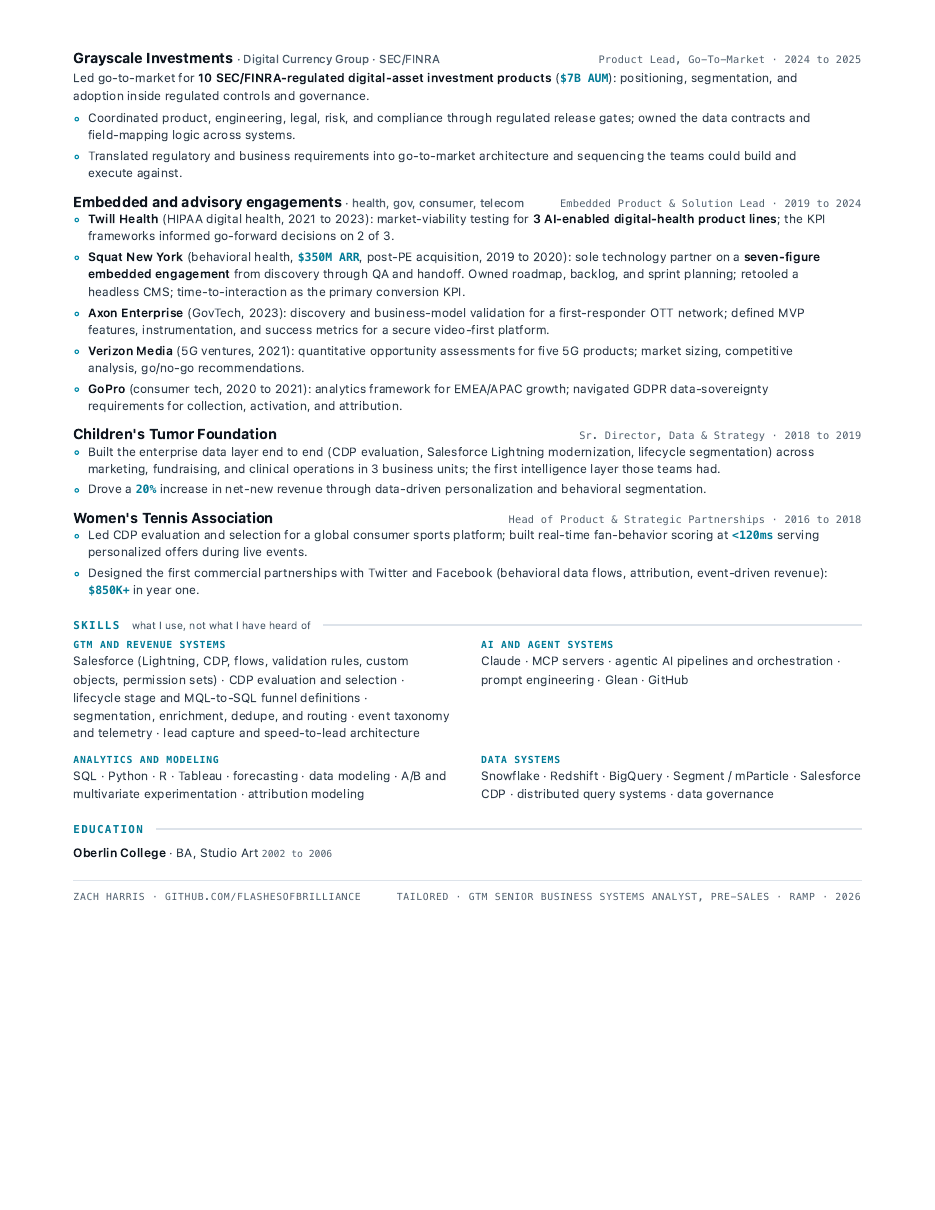 Grayscale Investments · Digital Currency Group · SEC/FINRA Product Lead, Go-To-Market · 2024 to 2025
Led go-to-market for 10 SEC/FINRA-regulated digital-asset investment products ($7B AUM): positioning, segmentation, and
adoption inside regulated controls and governance.
Coordinated product, engineering, legal, risk, and compliance through regulated release gates; owned the data contracts and
field-mapping logic across systems.
Translated regulatory and business requirements into go-to-market architecture and sequencing the teams could build and
execute against.
Embedded and advisory engagements · health, gov, consumer, telecom Embedded Product & Solution Lead · 2019 to 2024
Twill Health (HIPAA digital health, 2021 to 2023): market-viability testing for 3 AI-enabled digital-health product lines; the KPI
frameworks informed go-forward decisions on 2 of 3.
Squat New York (behavioral health, $350M ARR, post-PE acquisition, 2019 to 2020): sole technology partner on a seven-figure
embedded engagement from discovery through QA and handoff. Owned roadmap, backlog, and sprint planning; retooled a
headless CMS; time-to-interaction as the primary conversion KPI.
Axon Enterprise (GovTech, 2023): discovery and business-model validation for a first-responder OTT network; defined MVP
features, instrumentation, and success metrics for a secure video-first platform.
Verizon Media (5G ventures, 2021): quantitative opportunity assessments for five 5G products; market sizing, competitive
analysis, go/no-go recommendations.
GoPro (consumer tech, 2020 to 2021): analytics framework for EMEA/APAC growth; navigated GDPR data-sovereignty
requirements for collection, activation, and attribution.
Children's Tumor Foundation Sr. Director, Data & Strategy · 2018 to 2019
Built the enterprise data layer end to end (CDP evaluation, Salesforce Lightning modernization, lifecycle segmentation) across
marketing, fundraising, and clinical operations in 3 business units; the first intelligence layer those teams had.
Drove a 20% increase in net-new revenue through data-driven personalization and behavioral segmentation.
Women's Tennis Association Head of Product & Strategic Partnerships · 2016 to 2018
Led CDP evaluation and selection for a global consumer sports platform; built real-time fan-behavior scoring at <120ms serving
personalized offers during live events.
Designed the first commercial partnerships with Twitter and Facebook (behavioral data flows, attribution, event-driven revenue):
$850K+ in year one.
SKILLS what I use, not what I have heard of
GTM AND REVENUE SYSTEMS
Salesforce (Lightning, CDP, flows, validation rules, custom
objects, permission sets) · CDP evaluation and selection ·
lifecycle stage and MQL-to-SQL funnel definitions ·
segmentation, enrichment, dedupe, and routing · event taxonomy
and telemetry · lead capture and speed-to-lead architecture
AI AND AGENT SYSTEMS
Claude · MCP servers · agentic AI pipelines and orchestration ·
prompt engineering · Glean · GitHub
ANALYTICS AND MODELING
SQL · Python · R · Tableau · forecasting · data modeling · A/B and
multivariate experimentation · attribution modeling
DATA SYSTEMS
Snowflake · Redshift · BigQuery · Segment / mParticle · Salesforce
CDP · distributed query systems · data governance
EDUCATION
Oberlin College · BA, Studio Art 2002 to 2006
ZACH HARRIS · GITHUB.COM/FLASHESOFBRILLIANCE TAILORED · GTM SENIOR BUSINESS SYSTEMS ANALYST, PRE-SALES · RAMP · 2026